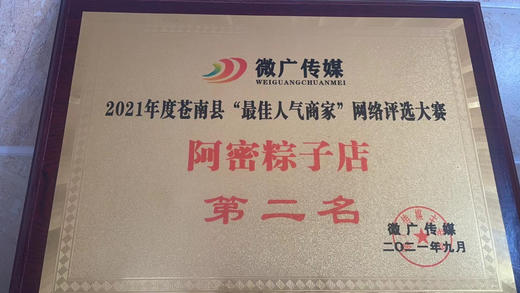 微广传媒
WEIGUANGCHUANMEI
2021年度苍南县“最佳人气商家”网络评选大赛
阿密粽子店
第二名
微广传媒
二〇二一年九月